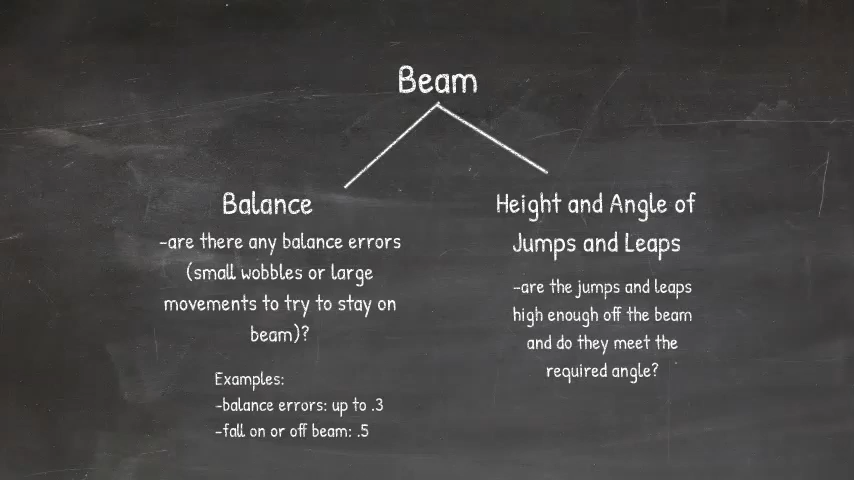 Beam
Balance
-are there any balance errors
(small wobbles or large
movements to try to stay on
beam)?
Examples:
-balance errors: up to .3
-fall on or off beam: .5
Height and Angle of
Jumps and Leaps
-are the jumps and leaps
high enough off the beam
and do they meet the
required angle?